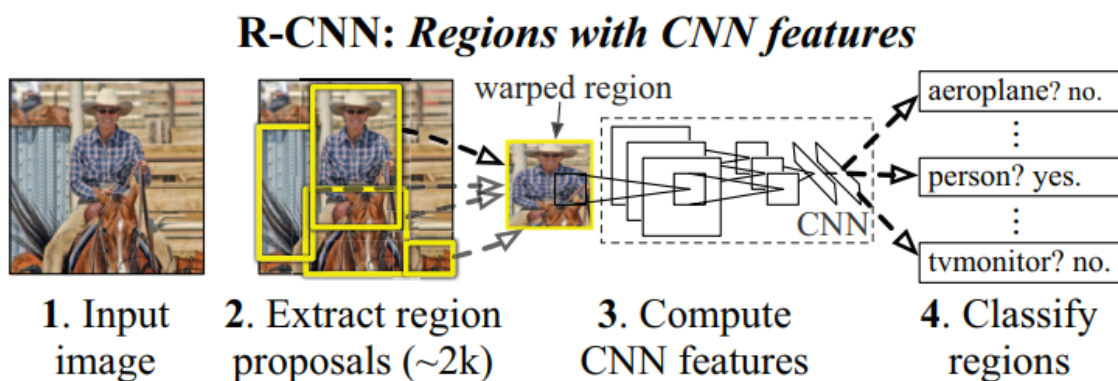 R-CNN: Regions with CNN features
warped region
aeroplane? no.
⋮
person? yes.
⋮
tvmonitor? no.
CNN
1. Input
image
2. Extract region
proposals (~2k)
3. Compute
CNN features
4. Classify
regions